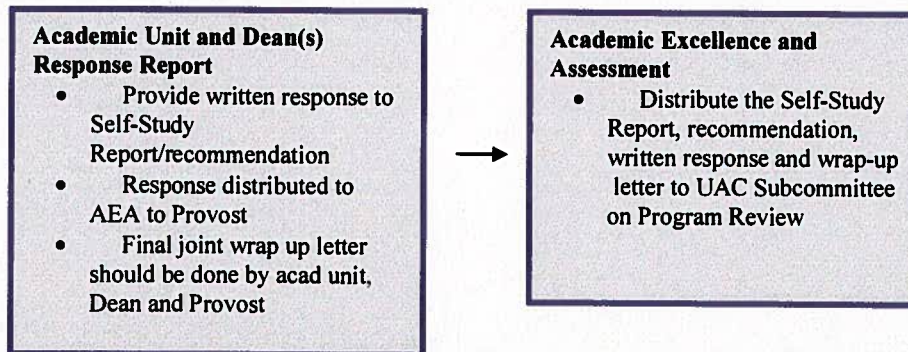 Academic Unit and Dean(s)
Response Report
• Provide written response to
Self-Study
Report/recommendation
• Response distributed to
AEA to Provost
• Final joint wrap up letter
should be done by acad unit,
Dean and Provost
Academic Excellence and
Assessment
• Distribute the Self-Study
Report, recommendation,
written response and wrap-up
letter to UAC Subcommittee
on Program Review